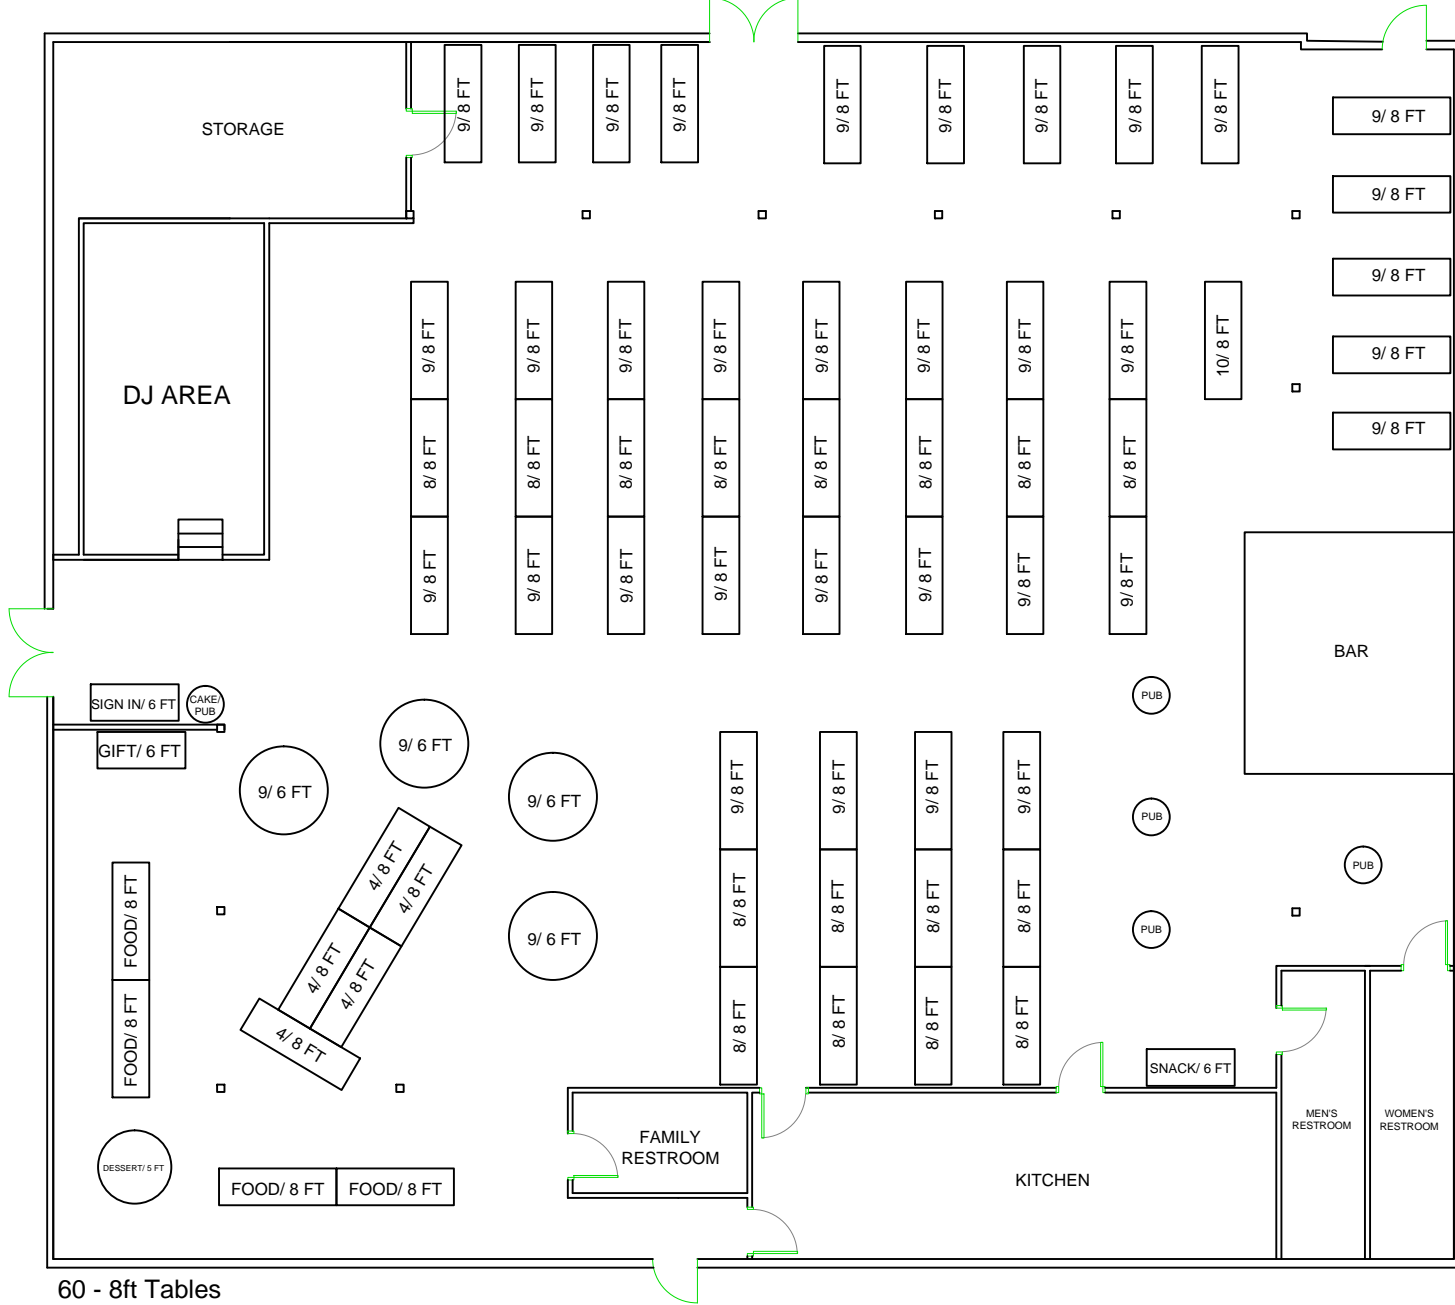 STORAGE
9/ 8 FT
9/ 8 FT
9/ 8 FT
9/ 8 FT
9/ 8 FT
9/ 8 FT
9/ 8 FT
9/ 8 FT
9/ 8 FT
9/ 8 FT
9/ 8 FT
9/ 8 FT
9/ 8 FT
9/ 8 FT
DJ AREA
9/ 8 FT
9/ 8 FT
9/ 8 FT
9/ 8 FT
9/ 8 FT
9/ 8 FT
9/ 8 FT
9/ 8 FT
10/ 8 FT
8/ 8 FT
8/ 8 FT
8/ 8 FT
8/ 8 FT
8/ 8 FT
8/ 8 FT
8/ 8 FT
8/ 8 FT
9/ 8 FT
9/ 8 FT
9/ 8 FT
9/ 8 FT
9/ 8 FT
9/ 8 FT
9/ 8 FT
9/ 8 FT
BAR
SIGN IN/ 6 FT
CAKE/
PUB
GIFT/ 6 FT
9/ 6 FT
9/ 6 FT
9/ 6 FT
9/ 6 FT
4/ 8 FT
4/ 8 FT
4/ 8 FT
4/ 8 FT
4/ 8 FT
9/ 8 FT
9/ 8 FT
9/ 8 FT
9/ 8 FT
8/ 8 FT
8/ 8 FT
8/ 8 FT
8/ 8 FT
8/ 8 FT
8/ 8 FT
8/ 8 FT
8/ 8 FT
PUB
PUB
PUB
PUB
FOOD/ 8 FT
FOOD/ 8 FT
DESSERT/ 5 FT
FOOD/ 8 FT
FOOD/ 8 FT
FAMILY
RESTROOM
KITCHEN
SNACK/ 6 FT
MEN'S
RESTROOM
WOMEN'S
RESTROOM
60 - 8ft Tables